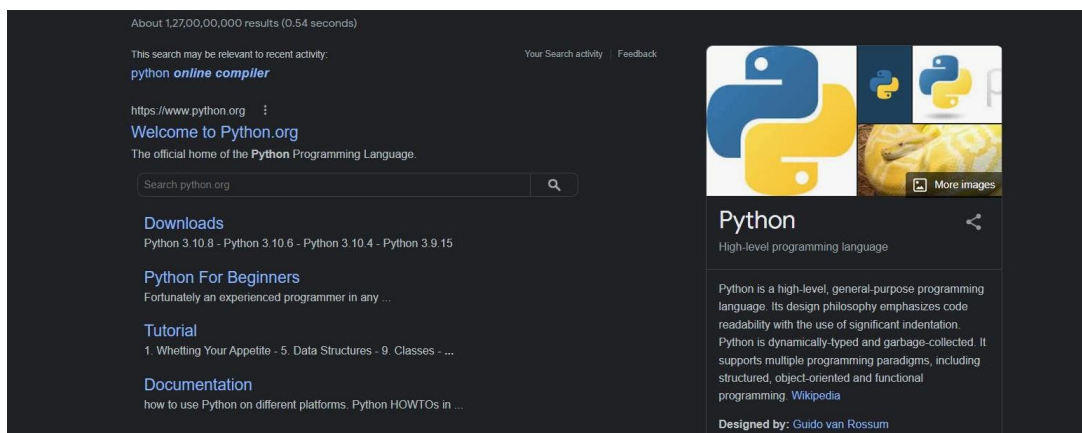 About 1,27,00,00,000 results (0.54 seconds)
This search may be relevant to recent activity:
Your Search activity | Feedback
python online compiler
https://www.python.org
Welcome to Python.org
The official home of the Python Programming Language.
Search python.org
Downloads
Python 3.10.8 - Python 3.10.6 - Python 3.10.4 - Python 3.9.15
Python For Beginners
Fortunately an experienced programmer in any ...
Tutorial
1. Whetting Your Appetite - 5. Data Structures - 9. Classes - ...
Documentation
how to use Python on different platforms. Python HOWTOs in ...
More images
Python
High-level programming language
Python is a high-level, general-purpose programming
language. Its design philosophy emphasizes code
readability with the use of significant indentation.
Python is dynamically-typed and garbage-collected. It
supports multiple programming paradigms, including
structured, object-oriented and functional
programming. Wikipedia
Designed by: Guido van Rossum